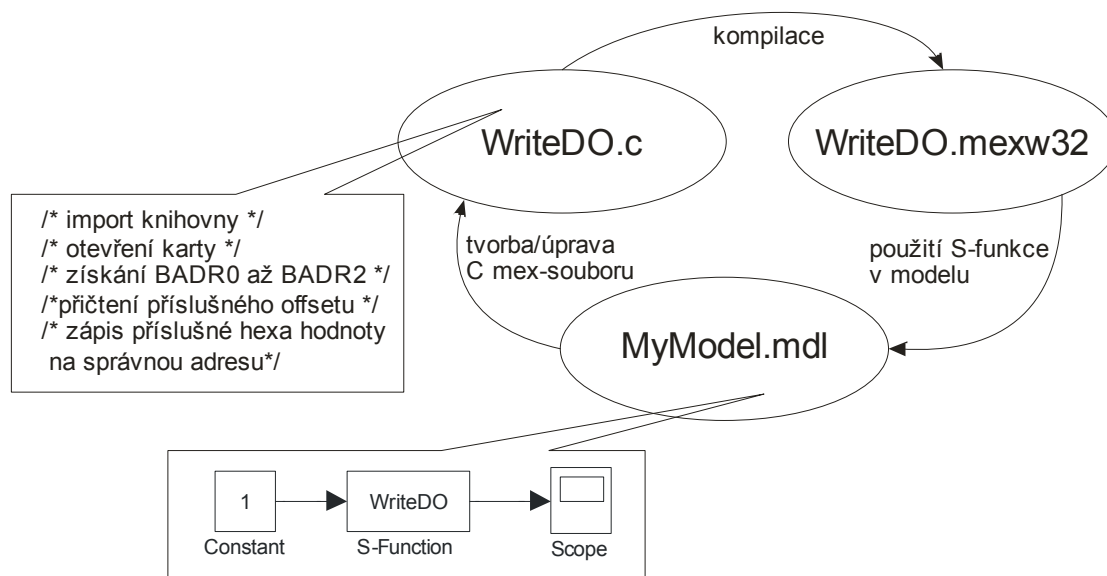 kompilace
WriteDO.c
WriteDO.mexw32
/* import knihovny */
/* otevření karty */
/* získání BADR0 až BADR2 */
/*přičtení příslušného offsetu */
/* zápis příslušné hexa hodnoty
na správnou adresu*/
tvorba/úprava
C mex-souboru
použití S-funkce
v modelu
MyModel.mdl
1
WriteDO
Constant
S-Function
Scope